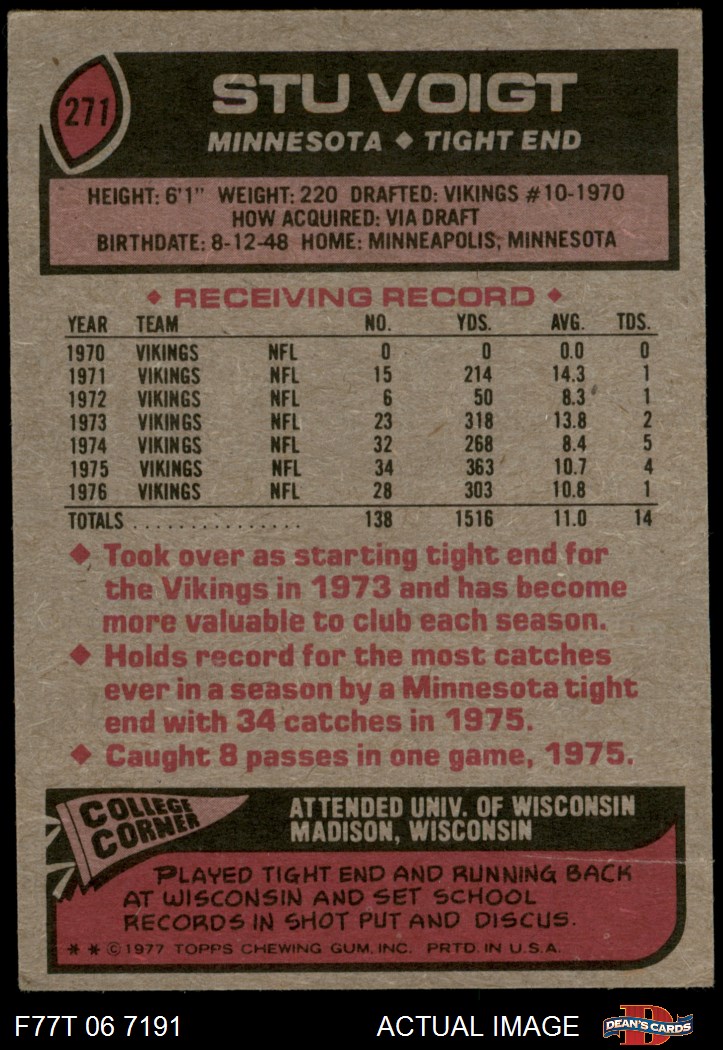 271
STU VOIGT
MINNESOTA ◆ TIGHT END
HEIGHT: 6'1" WEIGHT: 220 DRAFTED: VIKINGS #10-1970
HOW ACQUIRED: VIA DRAFT
BIRTHDATE: 8-12-48 HOME: MINNEAPOLIS, MINNESOTA
◆ RECEIVING RECORD ◆
YEAR TEAM NO. YDS. AVG. TDS.
1970 VIKINGS NFL 0 0 0.0 0
1971 VIKINGS NFL 15 214 14.3 1
1972 VIKINGS NFL 6 50 8.3 1
1973 VIKINGS NFL 23 318 13.8 2
1974 VIKINGS NFL 32 268 8.4 5
1975 VIKINGS NFL 34 363 10.7 4
1976 VIKINGS NFL 28 303 10.8 1
TOTALS ................ 138 1516 11.0 14
◆ Took over as starting tight end for
the Vikings in 1973 and has become
more valuable to club each season.
◆ Holds record for the most catches
ever in a season by a Minnesota tight
end with 34 catches in 1975.
◆ Caught 8 passes in one game, 1975.
COLLEGE
CORNER
ATTENDED UNIV. OF WISCONSIN
MADISON, WISCONSIN
PLAYED TIGHT END AND RUNNING BACK
AT WISCONSIN AND SET SCHOOL
RECORDS IN SHOT PUT AND DISCUS.
* * © 1977 TOPPS CHEWING GUM, INC. PRTD. IN U.S.A.
F77T 06 7191 ACTUAL IMAGE
D
DEAN'S CARDS